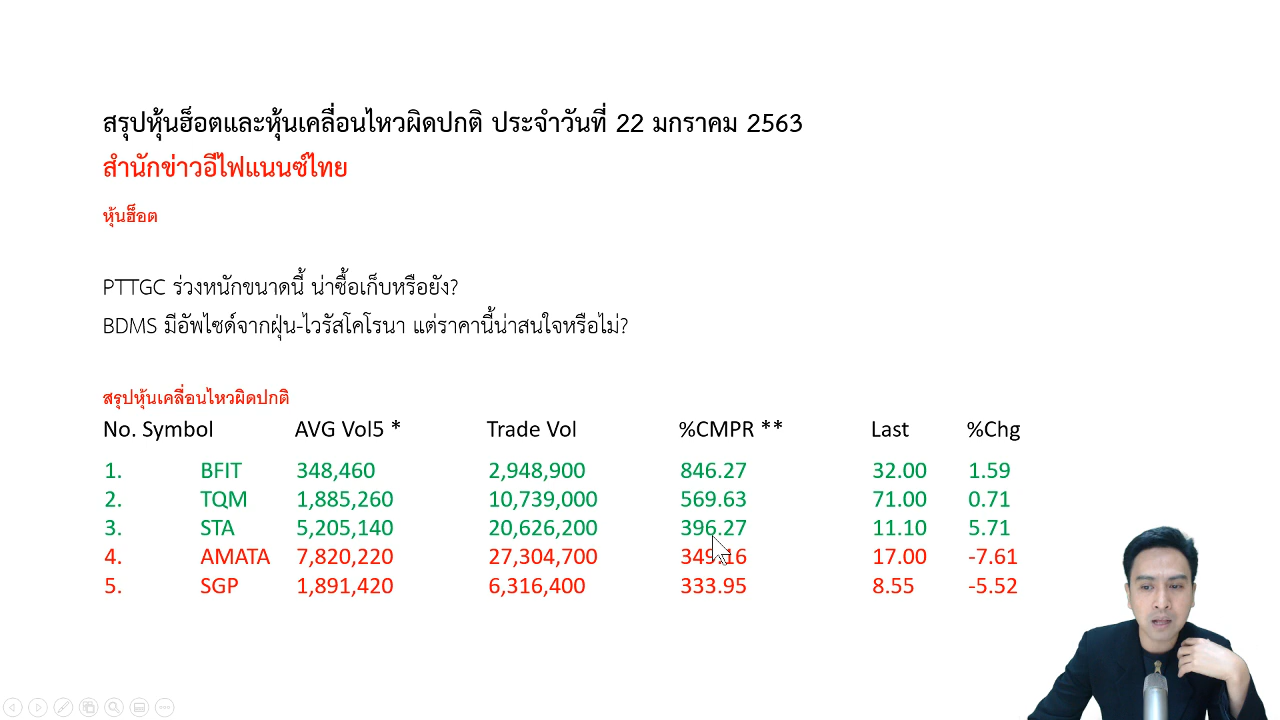 สรุปหุ้นฮ็อตและหุ้นเคลื่อนไหวผิดปกติ ประจำวันที่ 22 มกราคม 2563
สำนักข่าวอีไฟแนนซ์ไทย
หุ้นฮ็อต
PTTGC ร่วงหนักขนาดนี้ น่าซื้อเก็บหรือยัง?
BDMS มีอัพไซด์จากฝุ่น-ไวรัสโคโรนา แต่ราคานี้น่าสนใจหรือไม่?
สรุปหุ้นเคลื่อนไหวผิดปกติ
No. Symbol AVG Vol5 * Trade Vol %CMPR ** Last %Chg
1. BFIT 348,460 2,948,900 846.27 32.00 1.59
2. TQM 1,885,260 10,739,000 569.63 71.00 0.71
3. STA 5,205,140 20,626,200 396.27 11.10 5.71
4. AMATA 7,820,220 27,304,700 349.16 17.00 -7.61
5. SGP 1,891,420 6,316,400 333.95 8.55 -5.52